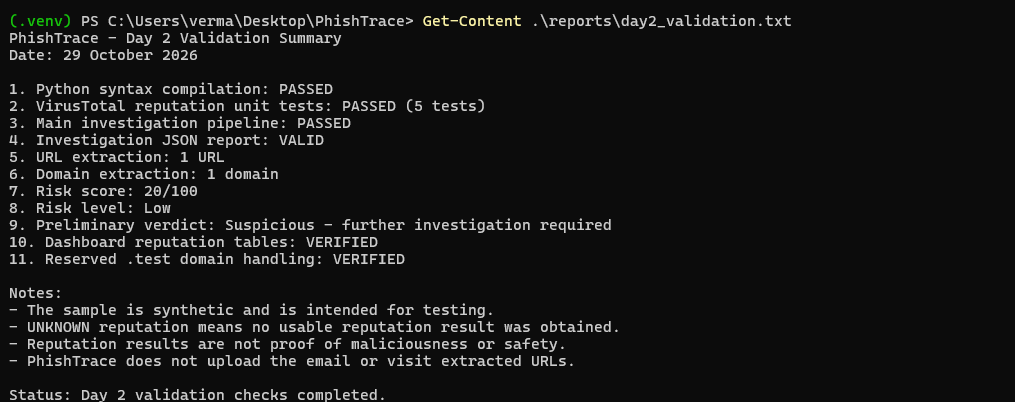 (.venv) PS C:\Users\verma\Desktop\PhishTrace> Get-Content .\reports\day2_validation.txt
PhishTrace - Day 2 Validation Summary
Date: 29 October 2026

1. Python syntax compilation: PASSED
2. VirusTotal reputation unit tests: PASSED (5 tests)
3. Main investigation pipeline: PASSED
4. Investigation JSON report: VALID
5. URL extraction: 1 URL
6. Domain extraction: 1 domain
7. Risk score: 20/100
8. Risk level: Low
9. Preliminary verdict: Suspicious - further investigation required
10. Dashboard reputation tables: VERIFIED
11. Reserved .test domain handling: VERIFIED

Notes:
- The sample is synthetic and is intended for testing.
- UNKNOWN reputation means no usable reputation result was obtained.
- Reputation results are not proof of maliciousness or safety.
- PhishTrace does not upload the email or visit extracted URLs.

Status: Day 2 validation checks completed.